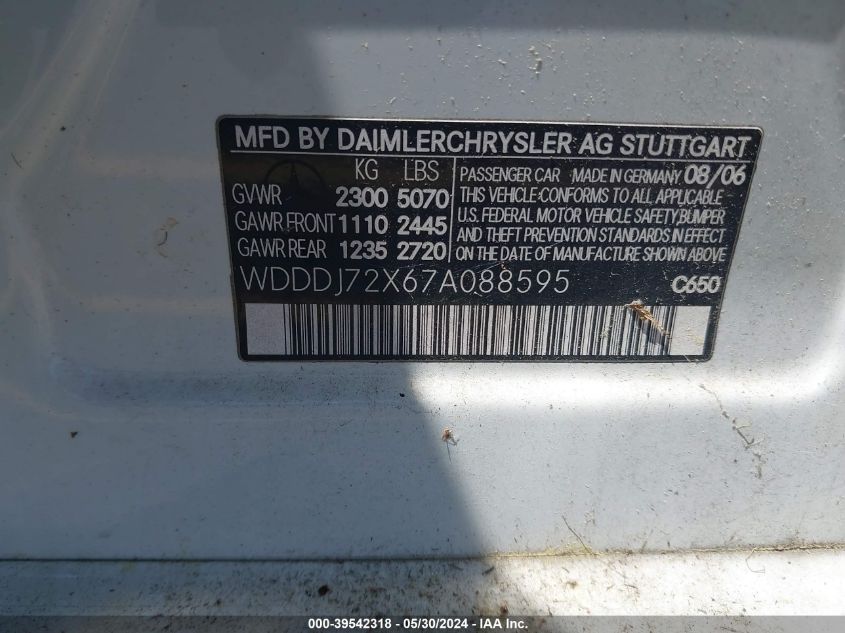 MFD BY DAIMLERCHRYSLER AG STUTTGART
KG LBS
GVWR 2300 5070
GAWR FRONT 1110 2445
GAWR REAR 1235 2720
PASSENGER CAR MADE IN GERMANY 08/06
THIS VEHICLE CONFORMS TO ALL APPLICABLE
U.S. FEDERAL MOTOR VEHICLE SAFETY, BUMPER
AND THEFT PREVENTION STANDARDS IN EFFECT
ON THE DATE OF MANUFACTURE SHOWN ABOVE
WDDDJ72X67A088595 C650
000-39542318 - 05/30/2024 - IAA Inc.